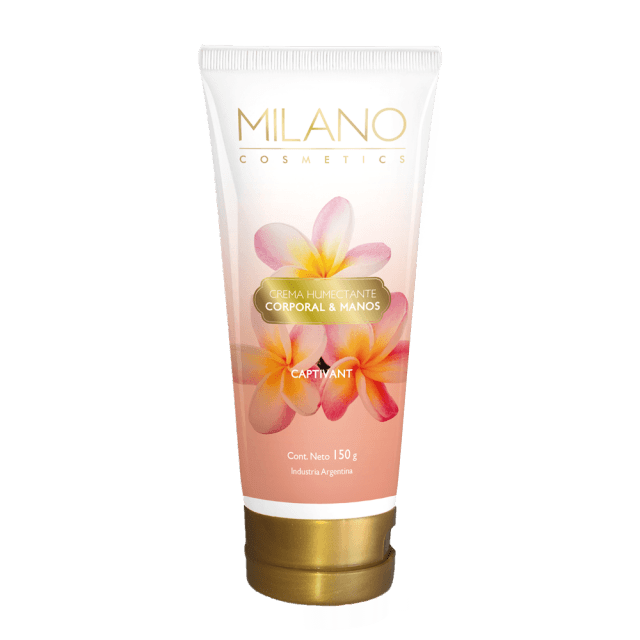 MILANO
COSMETICS
CREMA HUMECTANTE
CORPORAL & MANOS
CAPTIVANT
Cont. Neto 150 g
Industria Argentina